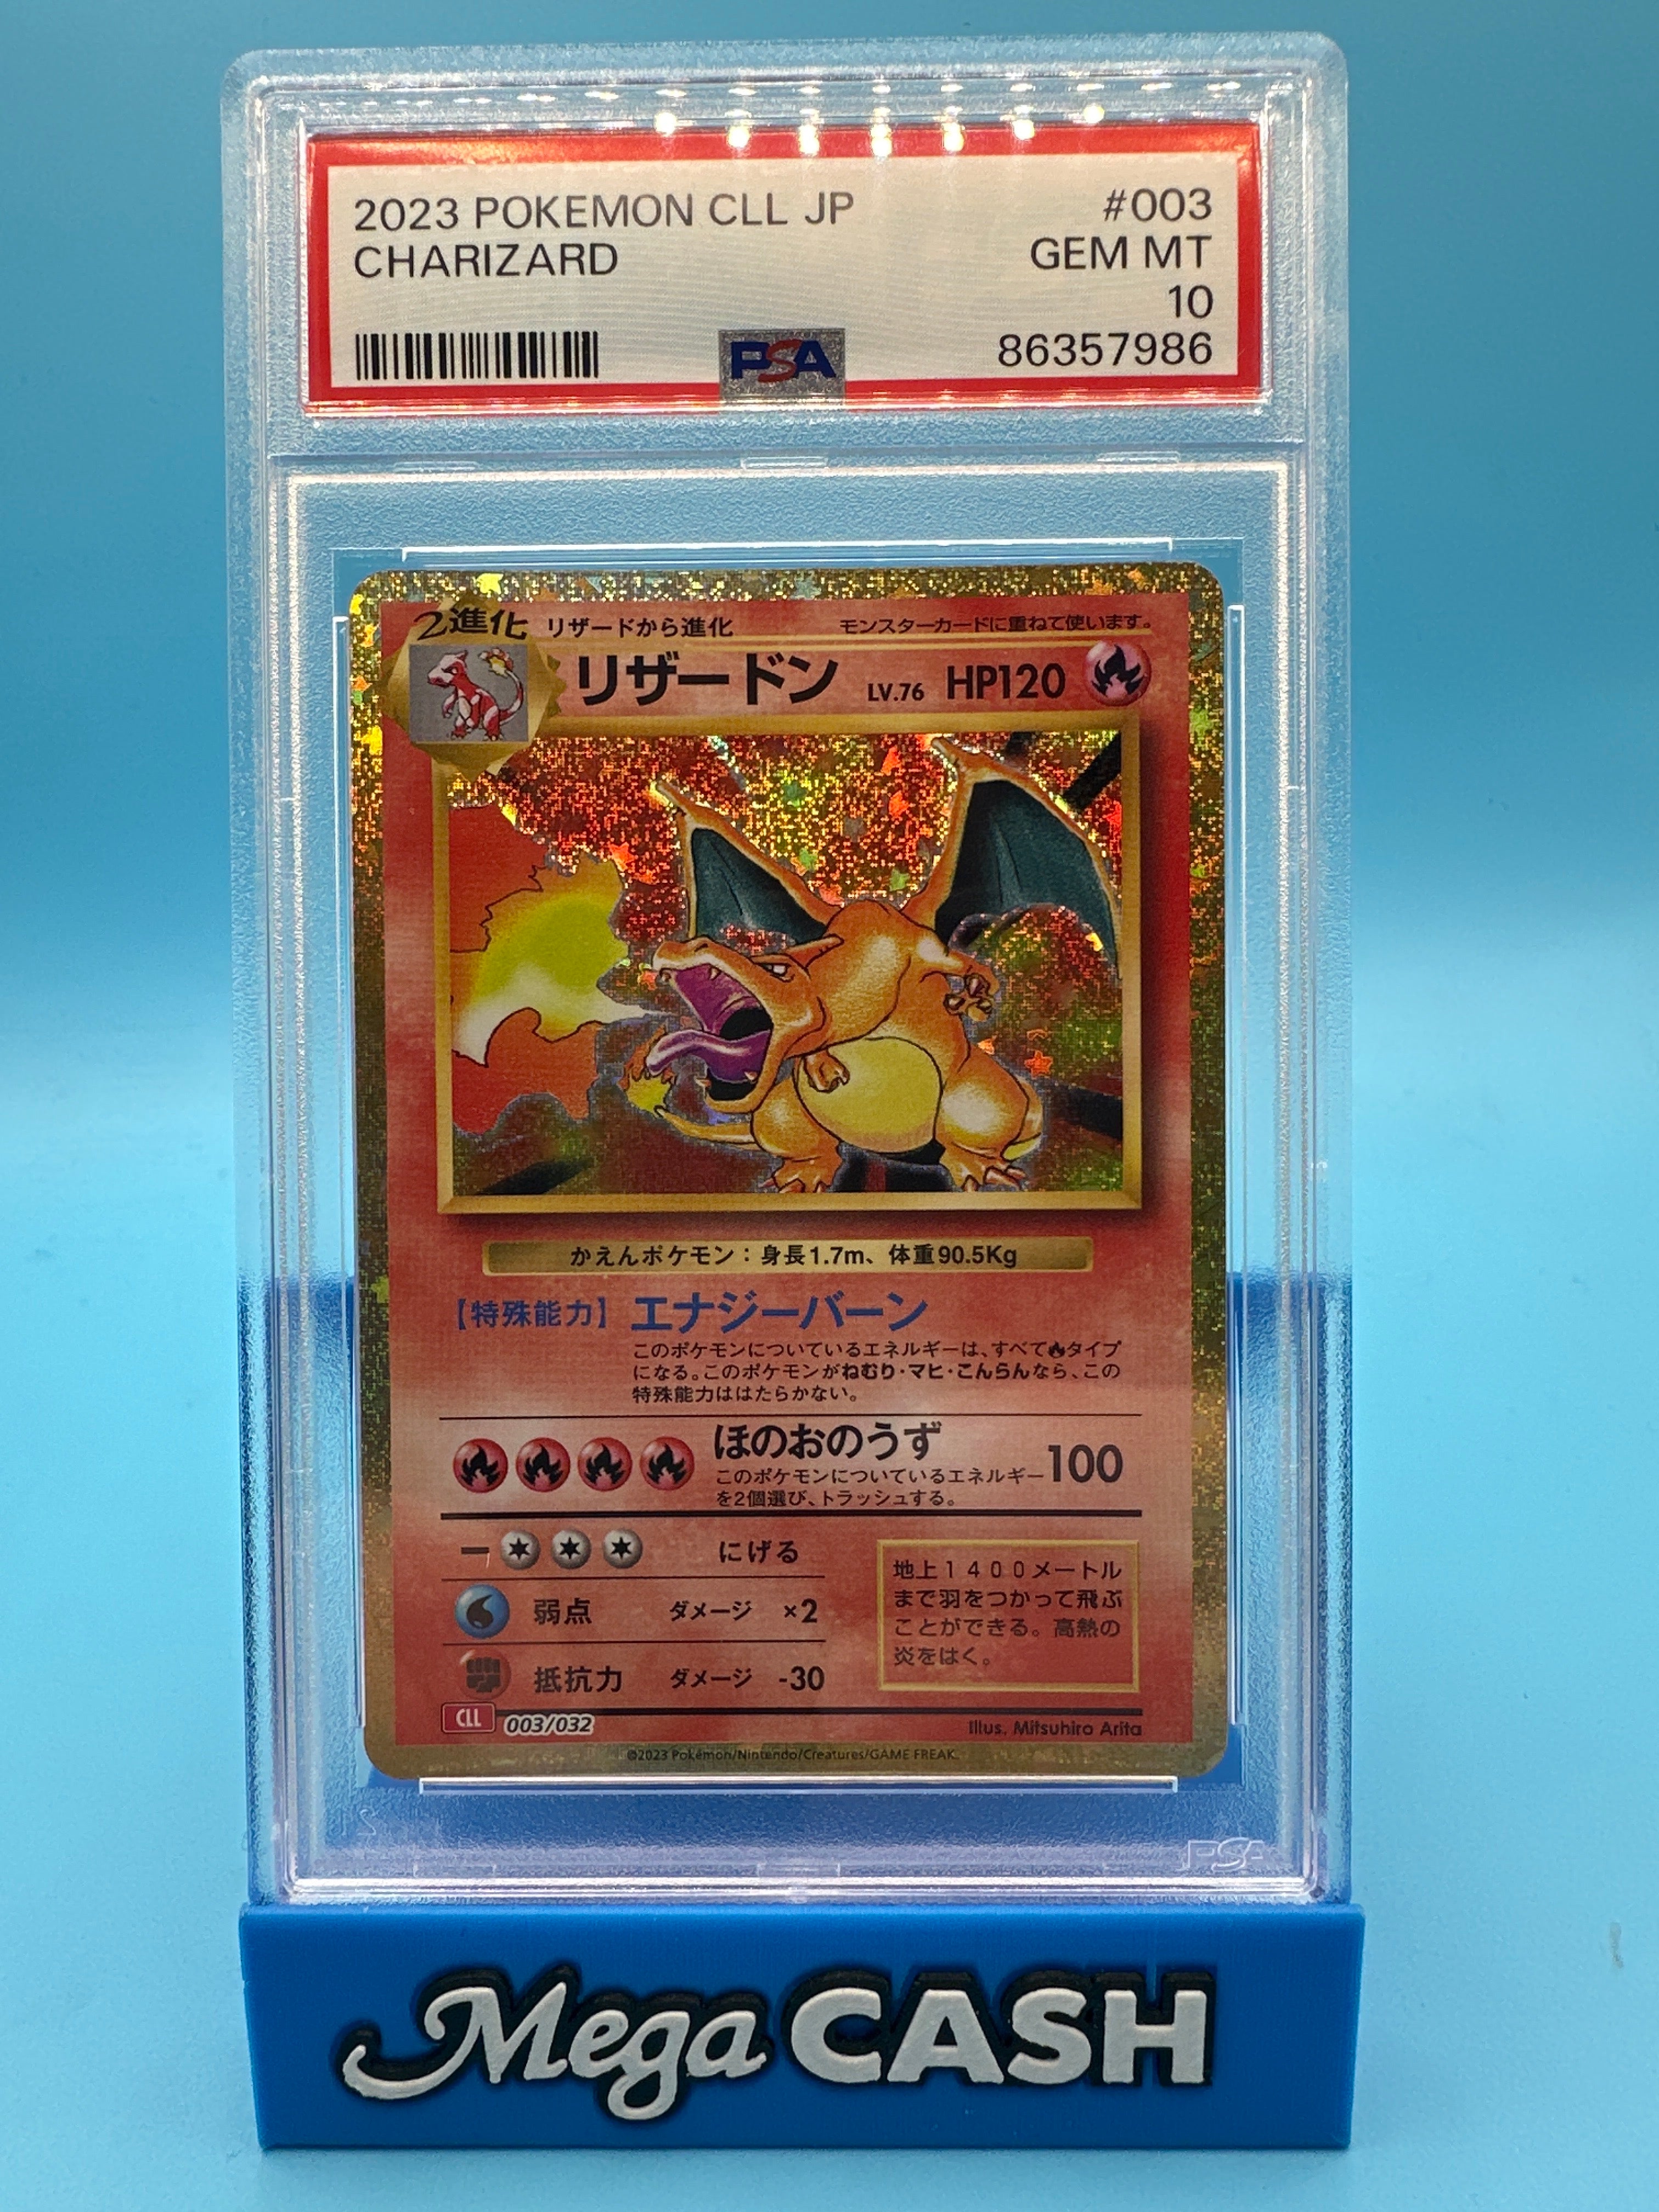 2023 POKEMON CLL JP #003
CHARIZARD GEM MT
10
PSA 86357986
2進化 リザードから進化 モンスターカードに重ねて使います。
リザードン LV.76 HP120
かえんポケモン：身長1.7m、体重90.5Kg
【特殊能力】 エナジーバーン
このポケモンについているエネルギーは、すべて🔥タイプ
になる。このポケモンがねむり・マヒ・こんらんなら、この
特殊能力ははたらかない。
ほのおのうず
このポケモンについているエネルギー 100
を2個選び、トラッシュする。
にげる
弱点 ダメージ ×2
抵抗力 ダメージ -30
地上1400メートル
まで羽をつかって飛ぶ
ことができる。高熱の
炎をはく。
CLL 003/032 Illus. Mitsuhiro Arita
©2023 Pokémon/Nintendo/Creatures/GAME FREAK.
PSA
Mega CASH